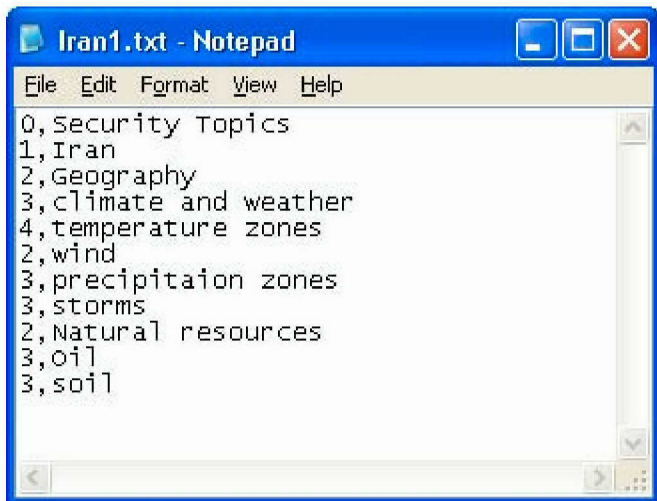 Iran1.txt - Notepad
File Edit Format View Help
0,Security Topics
1,Iran
2,Geography
3,climate and weather
4,temperature zones
2,wind
3,precipitaion zones
3,storms
2,Natural resources
3,Oil
3,soil